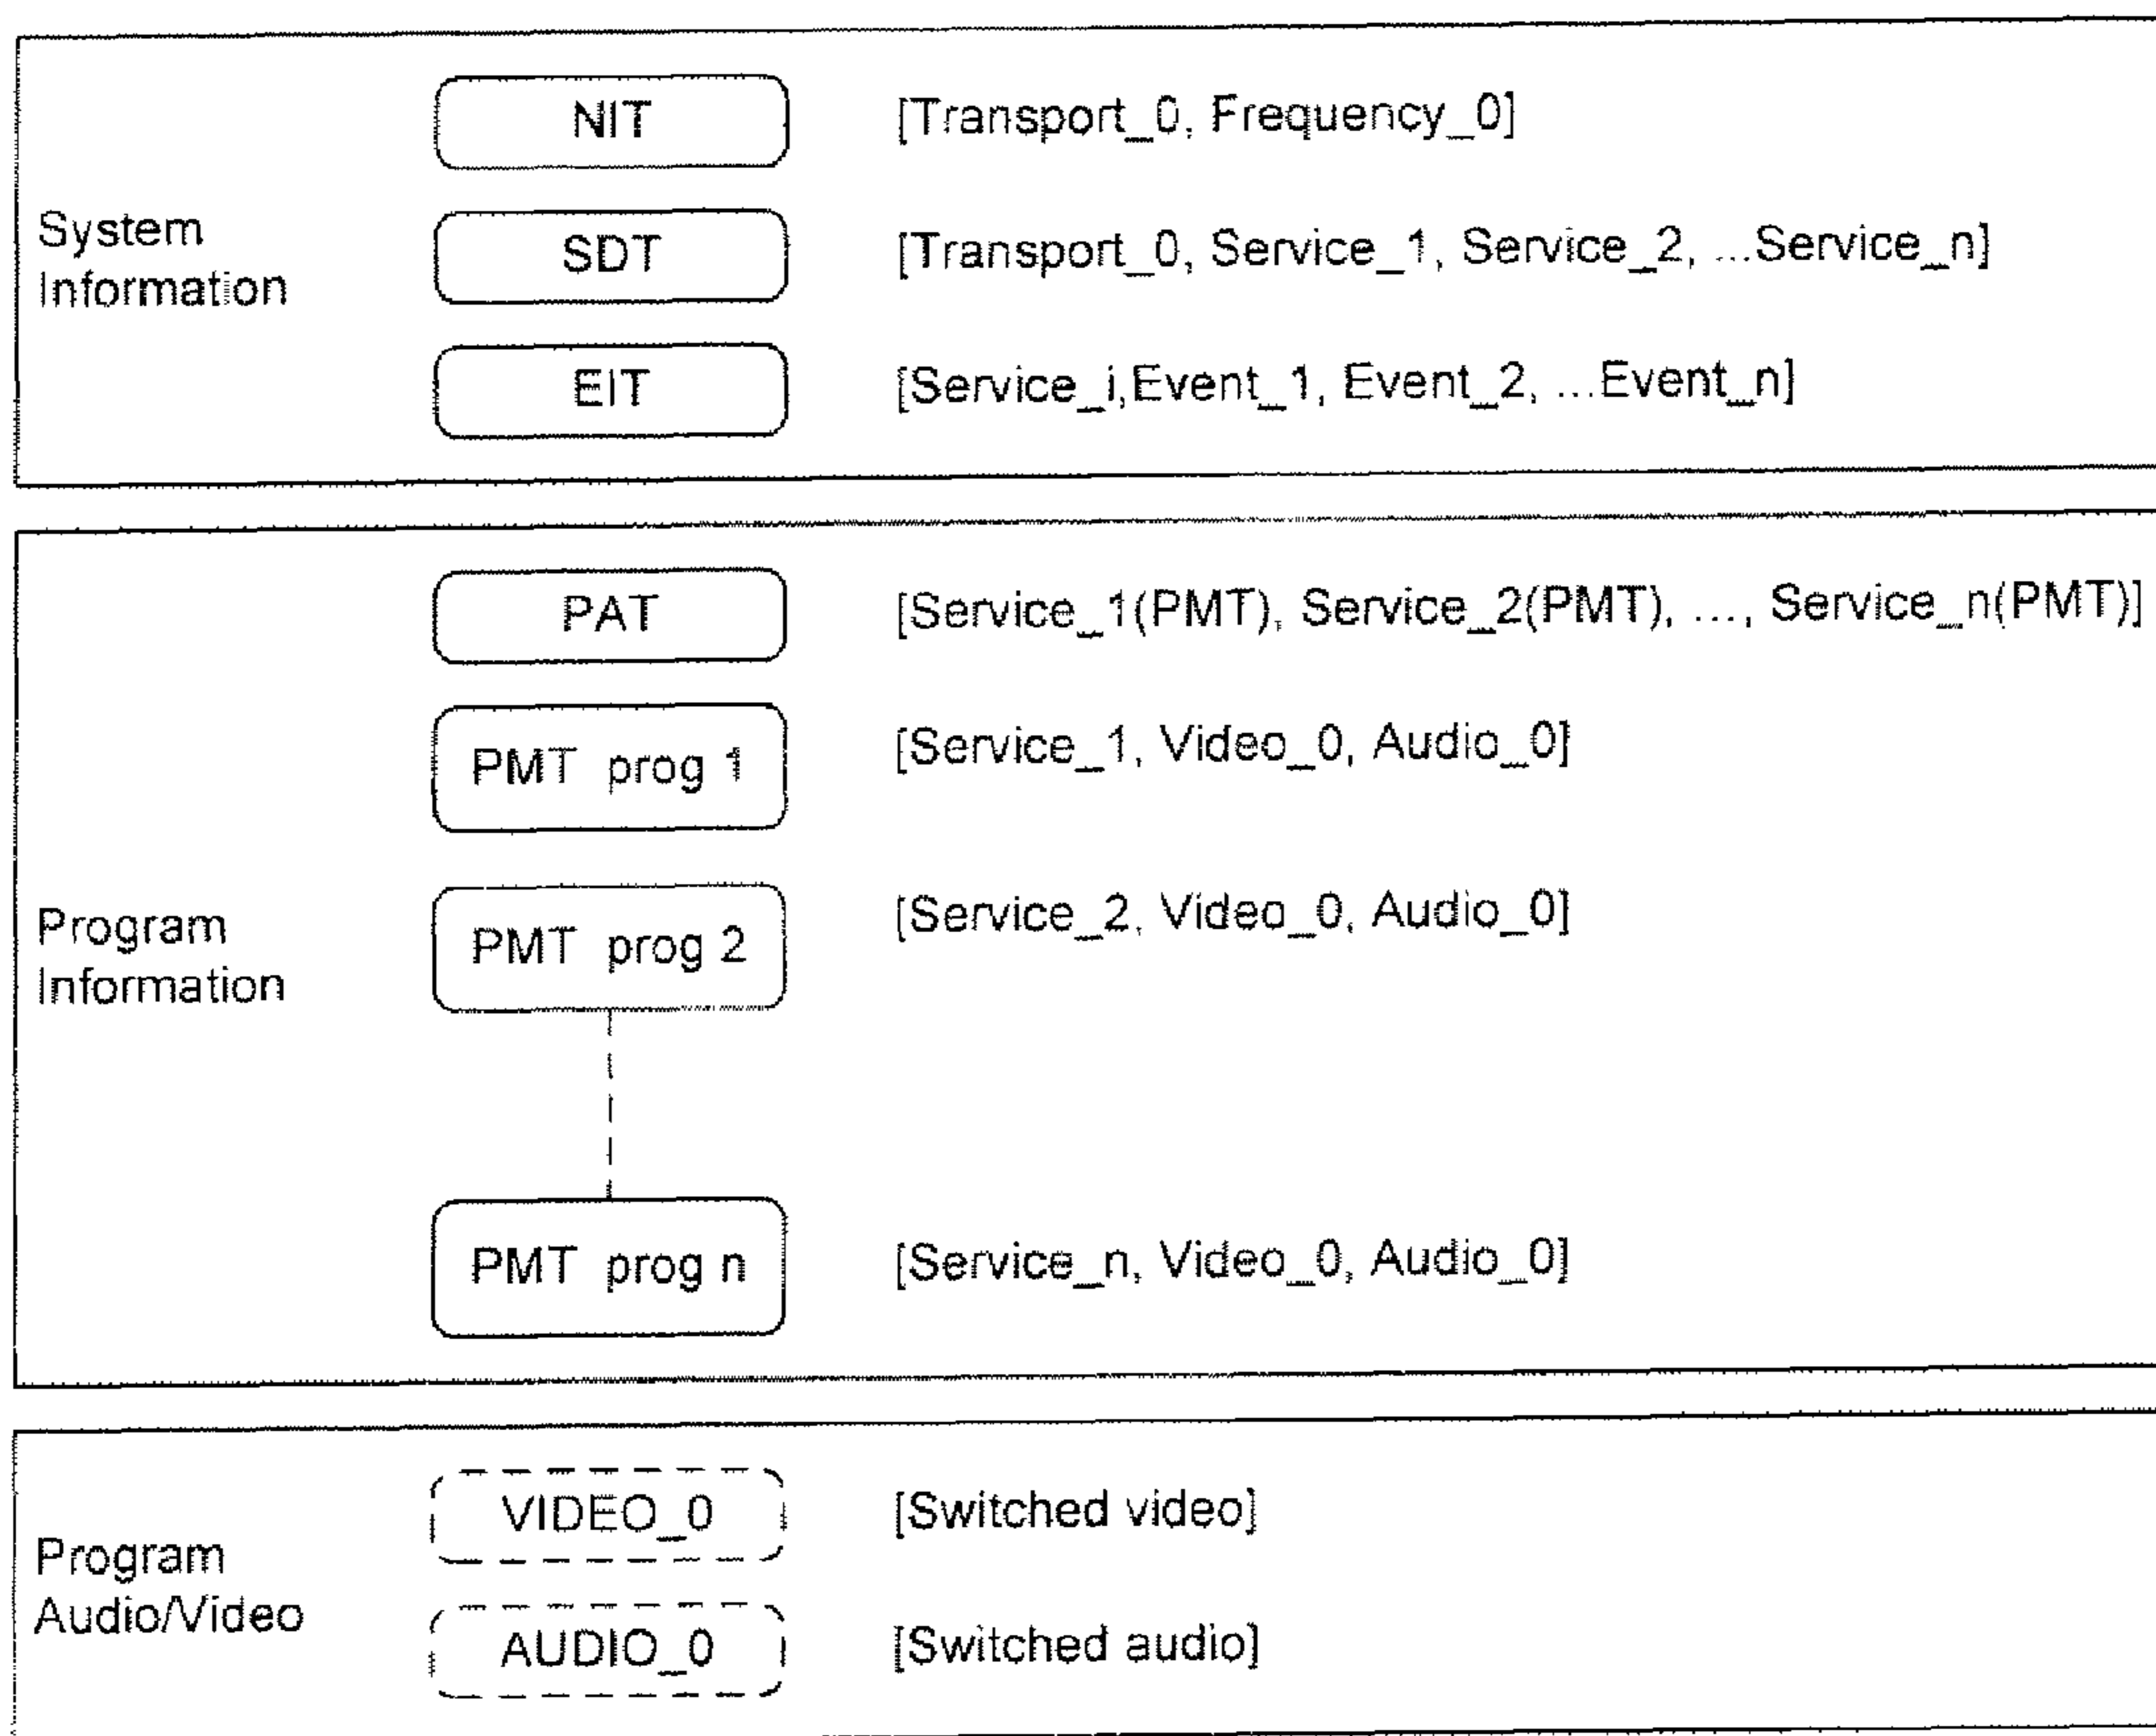 NIT [Transport_0, Frequency_0]
System
Information
SDT [Transport_0, Service_1, Service_2, ...Service_n]
EIT [Service_i,Event_1, Event_2, ...Event_n]
PAT [Service_1(PMT), Service_2(PMT), ..., Service_n(PMT)]
PMT prog 1 [Service_1, Video_0, Audio_0]
Program
Information
PMT prog 2 [Service_2, Video_0, Audio_0]
PMT prog n [Service_n, Video_0, Audio_0]
VIDEO_0 [Switched video]
Program
Audio/Video
AUDIO_0 [Switched audio]